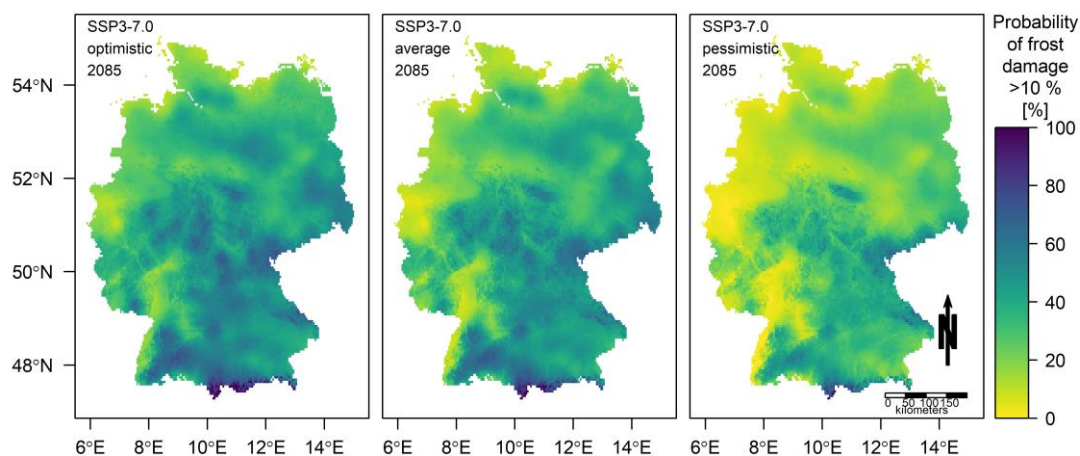 SSP3-7.0
optimistic
2085
SSP3-7.0
average
2085
SSP3-7.0
pessimistic
2085
Probability
of frost
damage
>10 %
[%]
54°N
52°N
50°N
48°N
100
80
60
40
20
0
N
0 50 100 150
kilometers
6°E 8°E 10°E 12°E 14°E
6°E 8°E 10°E 12°E 14°E
6°E 8°E 10°E 12°E 14°E